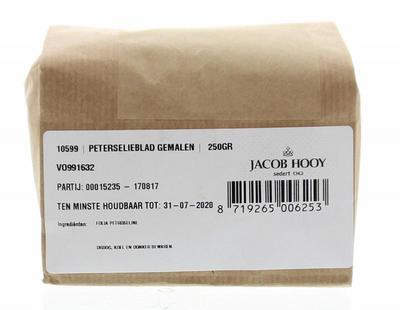 10599 | PETERSELIEBLAD GEMALEN | 250GR
VO991632
PARTIJ: 00015235 - 170817
TEN MINSTE HOUDBAAR TOT: 31-07-2020
Ingrediënten: FOLIA PETROSELINI
DROOG, KOEL EN DONKER BEWAREN.
JACOB HOOY
sedert 1743
8 719265 006253